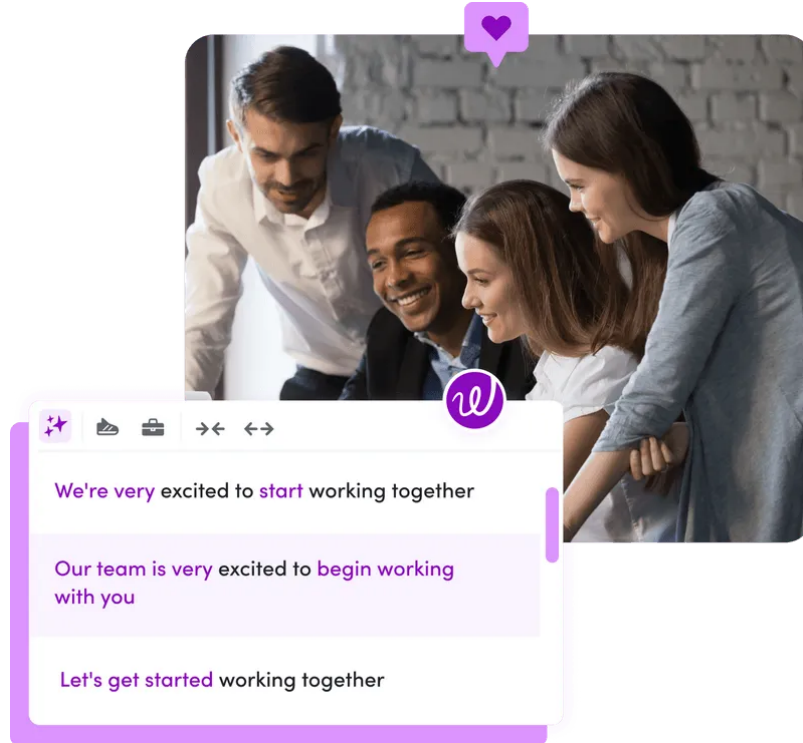 We're very excited to start working together
Our team is very excited to begin working
with you
Let's get started working together